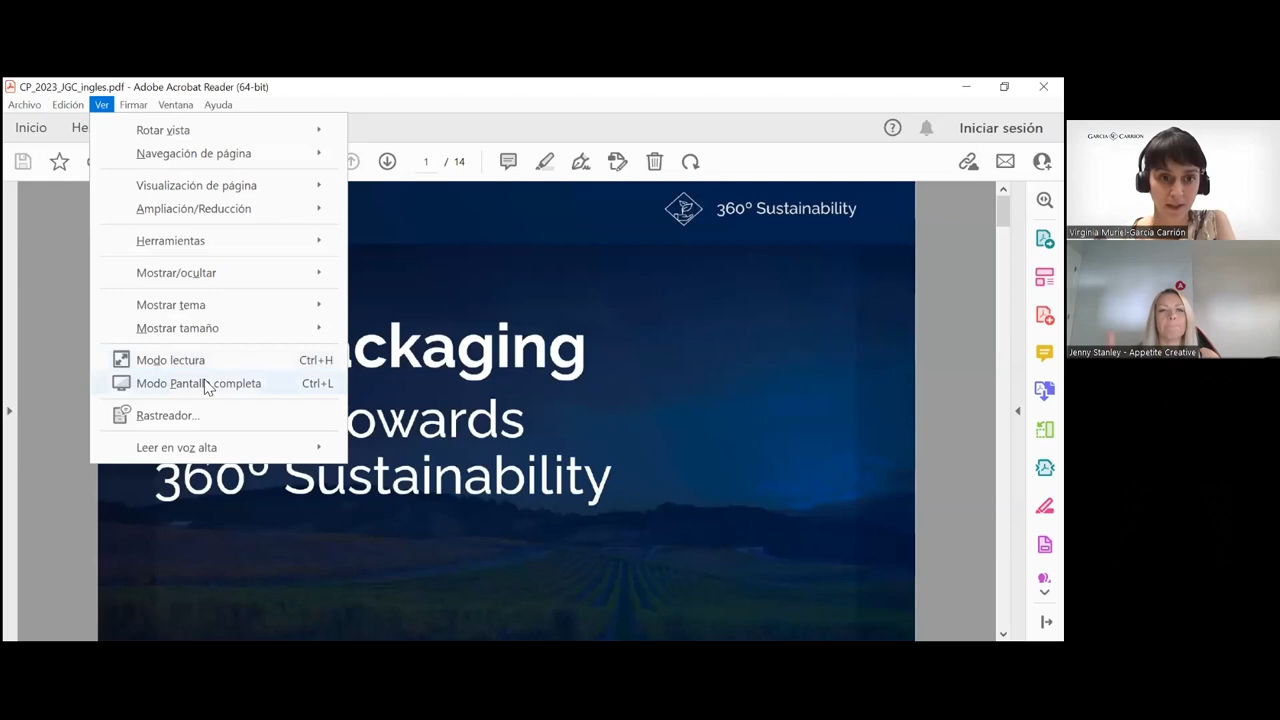 CP_2023_JGC_ingles.pdf - Adobe Acrobat Reader (64-bit)
Archivo Edición Ver Firmar Ventana Ayuda
Inicio He
Iniciar sesión
1 / 14
Rotar vista
Navegación de página
Visualización de página
Ampliación/Reducción
Herramientas
Mostrar/ocultar
Mostrar tema
Mostrar tamaño
Modo lectura Ctrl+H
Modo Pantalla completa Ctrl+L
Rastreador...
Leer en voz alta
360º Sustainability
ackaging
owards
360º Sustainability
GARCIA CARRION
Virginia Muriel-García Carrión
Jenny Stanley - Appetite Creative